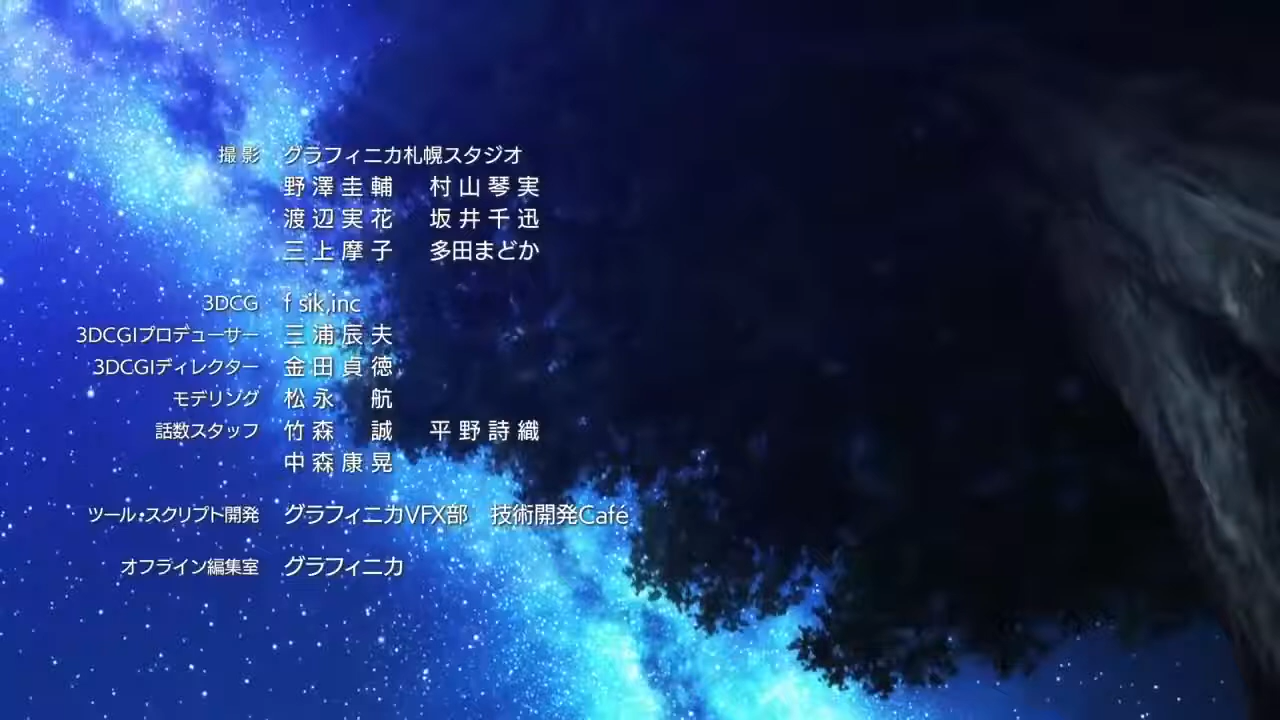 撮影 グラフィニカ札幌スタジオ
野澤圭輔 村山琴実
渡辺実花 坂井千迅
三上摩子 多田まどか
3DCG f sik,inc
3DCGIプロデューサー 三浦辰夫
3DCGIディレクター 金田貞徳
モデリング 松永 航
話数スタッフ 竹森 誠 平野詩織
中森康晃
ツール・スクリプト開発 グラフィニカVFX部 技術開発Café
オフライン編集室 グラフィニカ